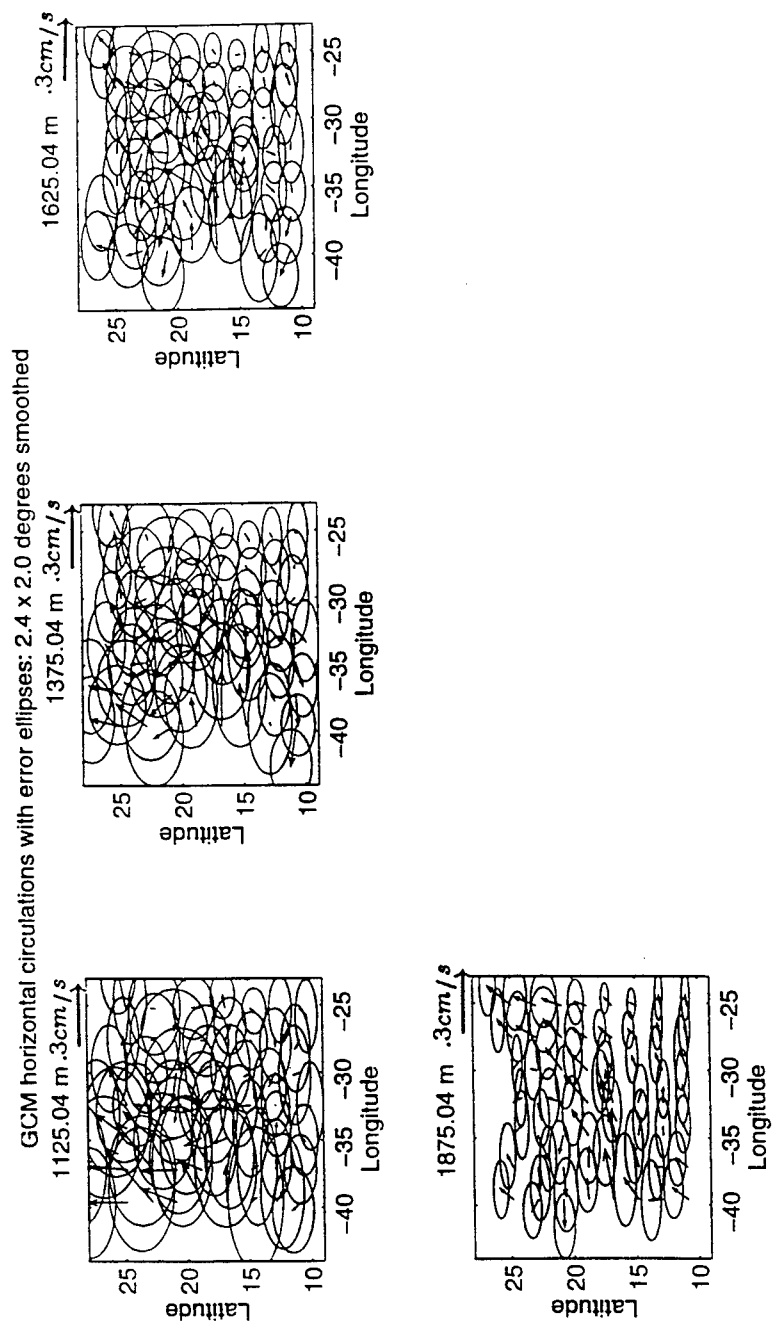 GCM horizontal circulations with error ellipses: 2.4 x 2.0 degrees smoothed
1125.04 m .3cm/s
25
20
15
10
Latitude
-40
-35
-30
-25
Longitude
1375.04 m .3cm/s
25
20
15
10
Latitude
-40
-35
-30
-25
Longitude
1625.04 m .3cm/s
25
20
15
10
Latitude
-40
-35
-30
-25
Longitude
1875.04 m .3cm/s
25
20
15
10
Latitude
-40
-35
-30
-25
Longitude